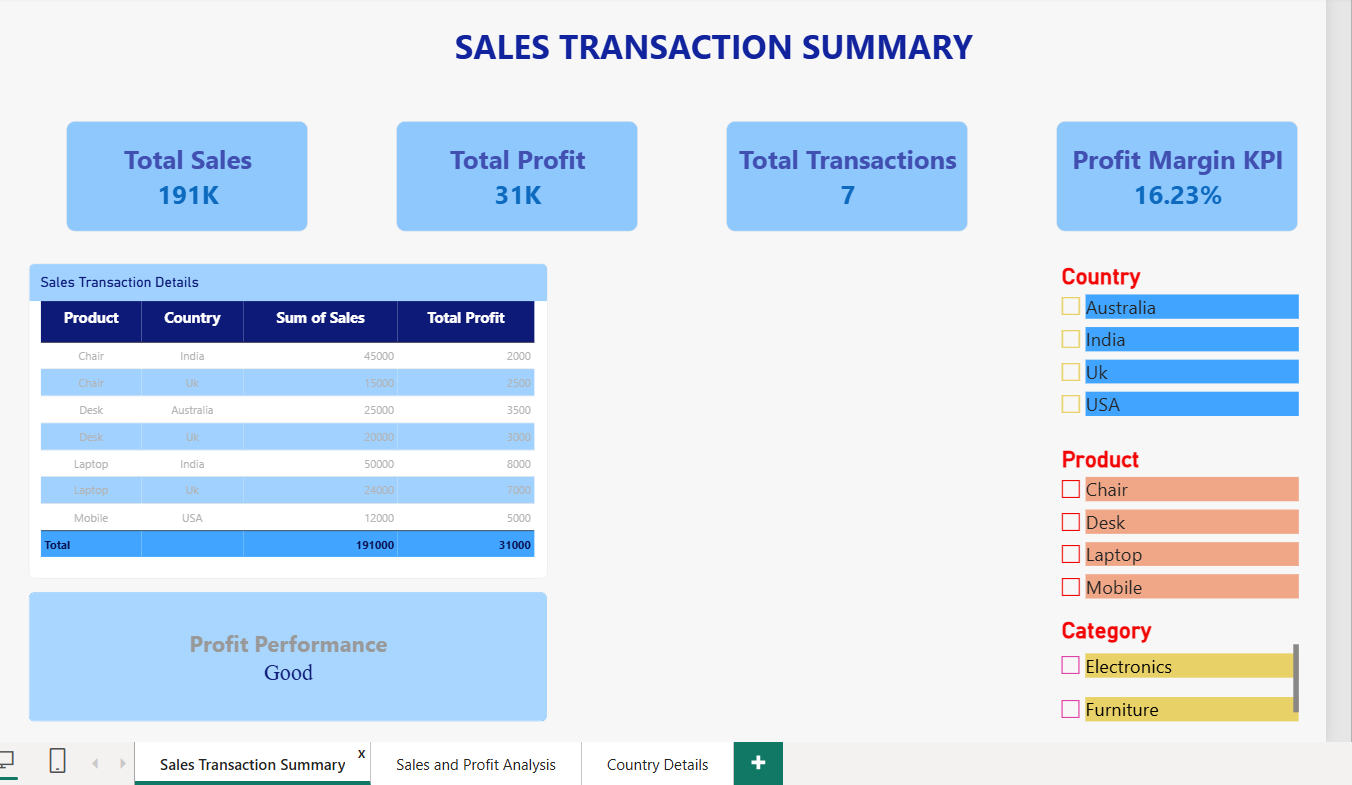 SALES TRANSACTION SUMMARY
Total Sales
191K
Total Profit
31K
Total Transactions
7
Profit Margin KPI
16.23%
Sales Transaction Details
Product Country Sum of Sales Total Profit
Chair India 45000 2000
Chair Uk 15000 2500
Desk Australia 25000 3500
Desk Uk 20000 3000
Laptop India 50000 8000
Laptop Uk 24000 7000
Mobile USA 12000 5000
Total 191000 31000
Profit Performance
Good
Country
Australia
India
Uk
USA
Product
Chair
Desk
Laptop
Mobile
Category
Electronics
Furniture
Sales Transaction Summary x Sales and Profit Analysis Country Details +